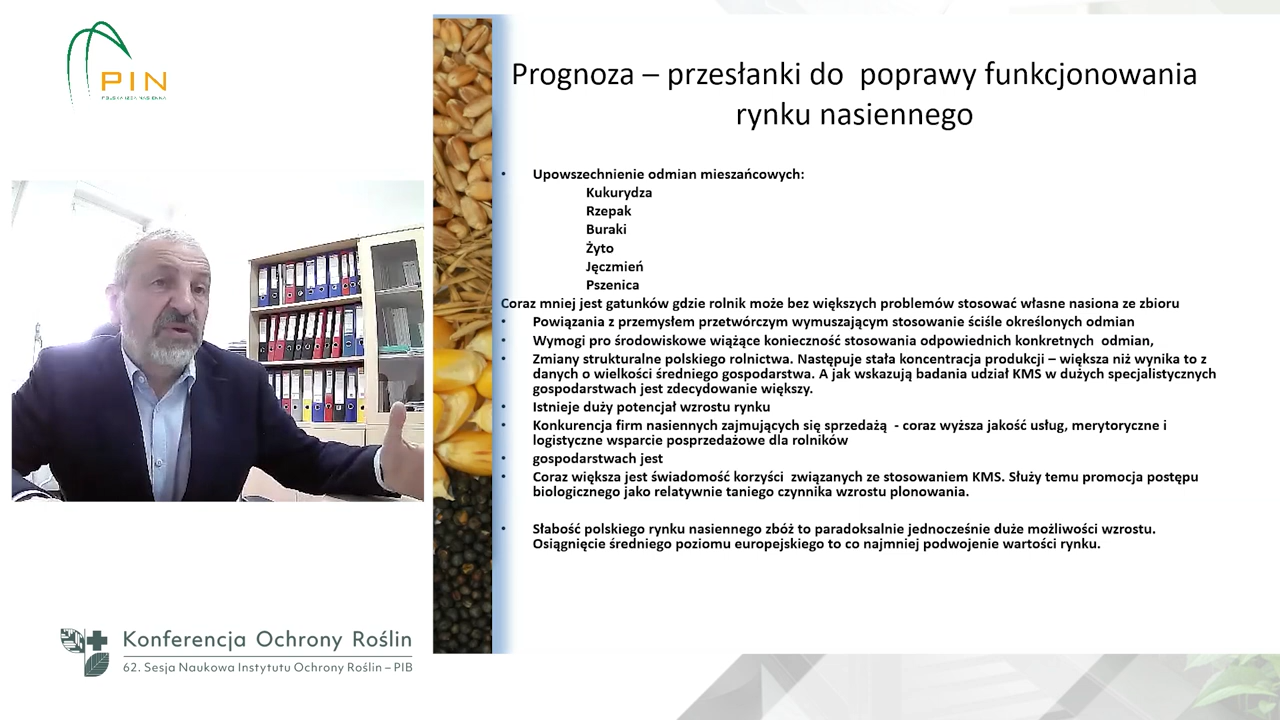 PIN
POLSKA IZBA NASIENNA
Prognoza – przesłanki do  poprawy funkcjonowania
rynku nasiennego
• Upowszechnienie odmian mieszańcowych:
Kukurydza
Rzepak
Buraki
Żyto
Jęczmień
Pszenica
Coraz mniej jest gatunków gdzie rolnik może bez większych problemów stosować własne nasiona ze zbioru
• Powiązania z przemysłem przetwórczym wymuszającym stosowanie ściśle określonych odmian
• Wymogi pro środowiskowe wiążące konieczność stosowania odpowiednich konkretnych  odmian,
• Zmiany strukturalne polskiego rolnictwa. Następuje stała koncentracja produkcji – większa niż wynika to z
danych o wielkości średniego gospodarstwa. A jak wskazują badania udział KMS w dużych specjalistycznych
gospodarstwach jest zdecydowanie większy.
• Istnieje duży potencjał wzrostu rynku
• Konkurencja firm nasiennych zajmujących się sprzedażą  - coraz wyższa jakość usług, merytoryczne i
logistyczne wsparcie posprzedażowe dla rolników
• gospodarstwach jest
• Coraz większa jest świadomość korzyści  związanych ze stosowaniem KMS. Służy temu promocja postępu
biologicznego jako relatywnie taniego czynnika wzrostu plonowania.
• Słabość polskiego rynku nasiennego zbóż to paradoksalnie jednocześnie duże możliwości wzrostu.
Osiągnięcie średniego poziomu europejskiego to co najmniej podwojenie wartości rynku.
Konferencja Ochrony Roślin
62. Sesja Naukowa Instytutu Ochrony Roślin – PIB